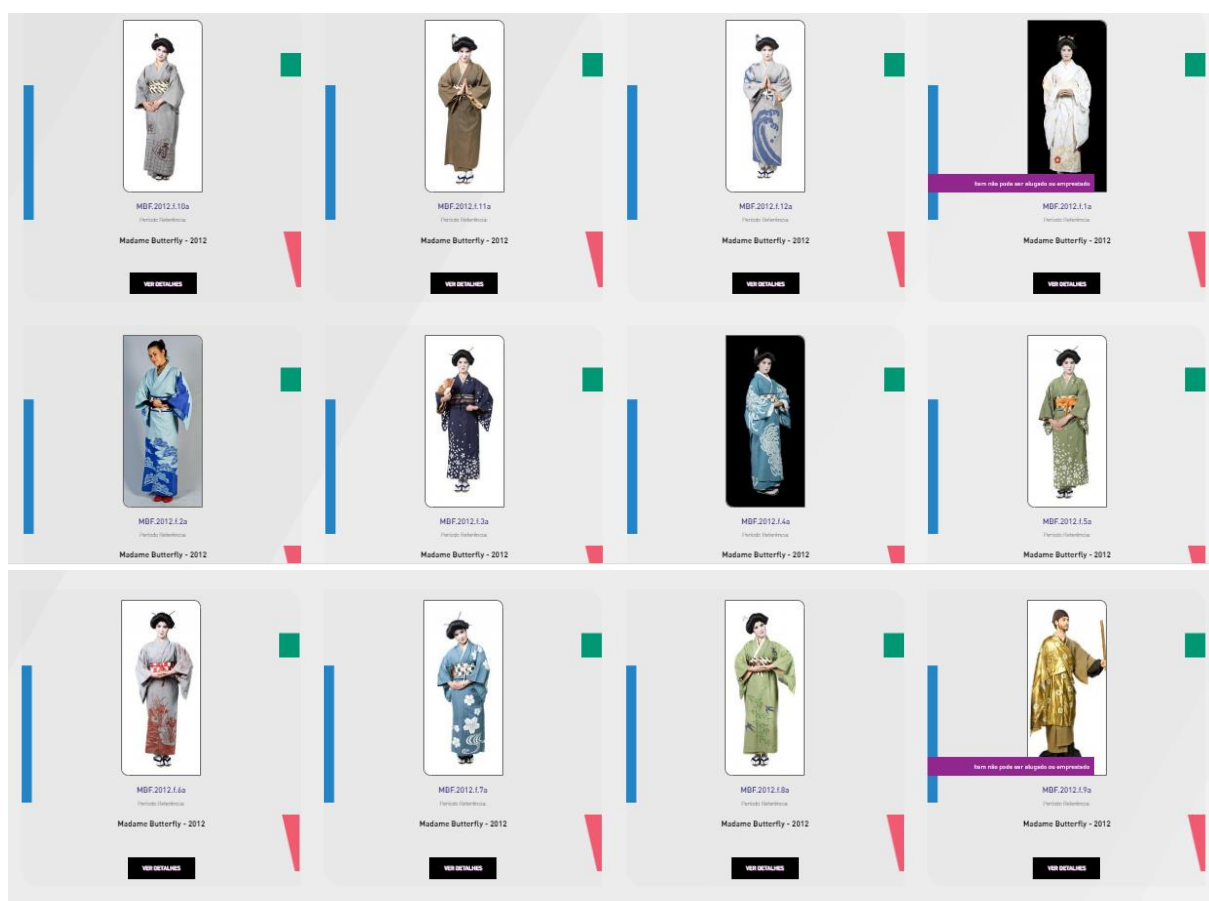 MBF.2012.f.10a
Período Referência:
Madame Butterfly - 2012
VER DETALHES
MBF.2012.f.11a
Período Referência:
Madame Butterfly - 2012
VER DETALHES
MBF.2012.f.12a
Período Referência:
Madame Butterfly - 2012
VER DETALHES
Item não pode ser alugado ou emprestado
MBF.2012.f.1a
Período Referência:
Madame Butterfly - 2012
VER DETALHES
MBF.2012.f.2a
Período Referência:
Madame Butterfly - 2012
MBF.2012.f.3a
Período Referência:
Madame Butterfly - 2012
MBF.2012.f.4a
Período Referência:
Madame Butterfly - 2012
MBF.2012.f.5a
Período Referência:
Madame Butterfly - 2012
MBF.2012.f.6a
Período Referência:
Madame Butterfly - 2012
VER DETALHES
MBF.2012.f.7a
Período Referência:
Madame Butterfly - 2012
VER DETALHES
MBF.2012.f.8a
Período Referência:
Madame Butterfly - 2012
VER DETALHES
Item não pode ser alugado ou emprestado
MBF.2012.f.9a
Período Referência:
Madame Butterfly - 2012
VER DETALHES